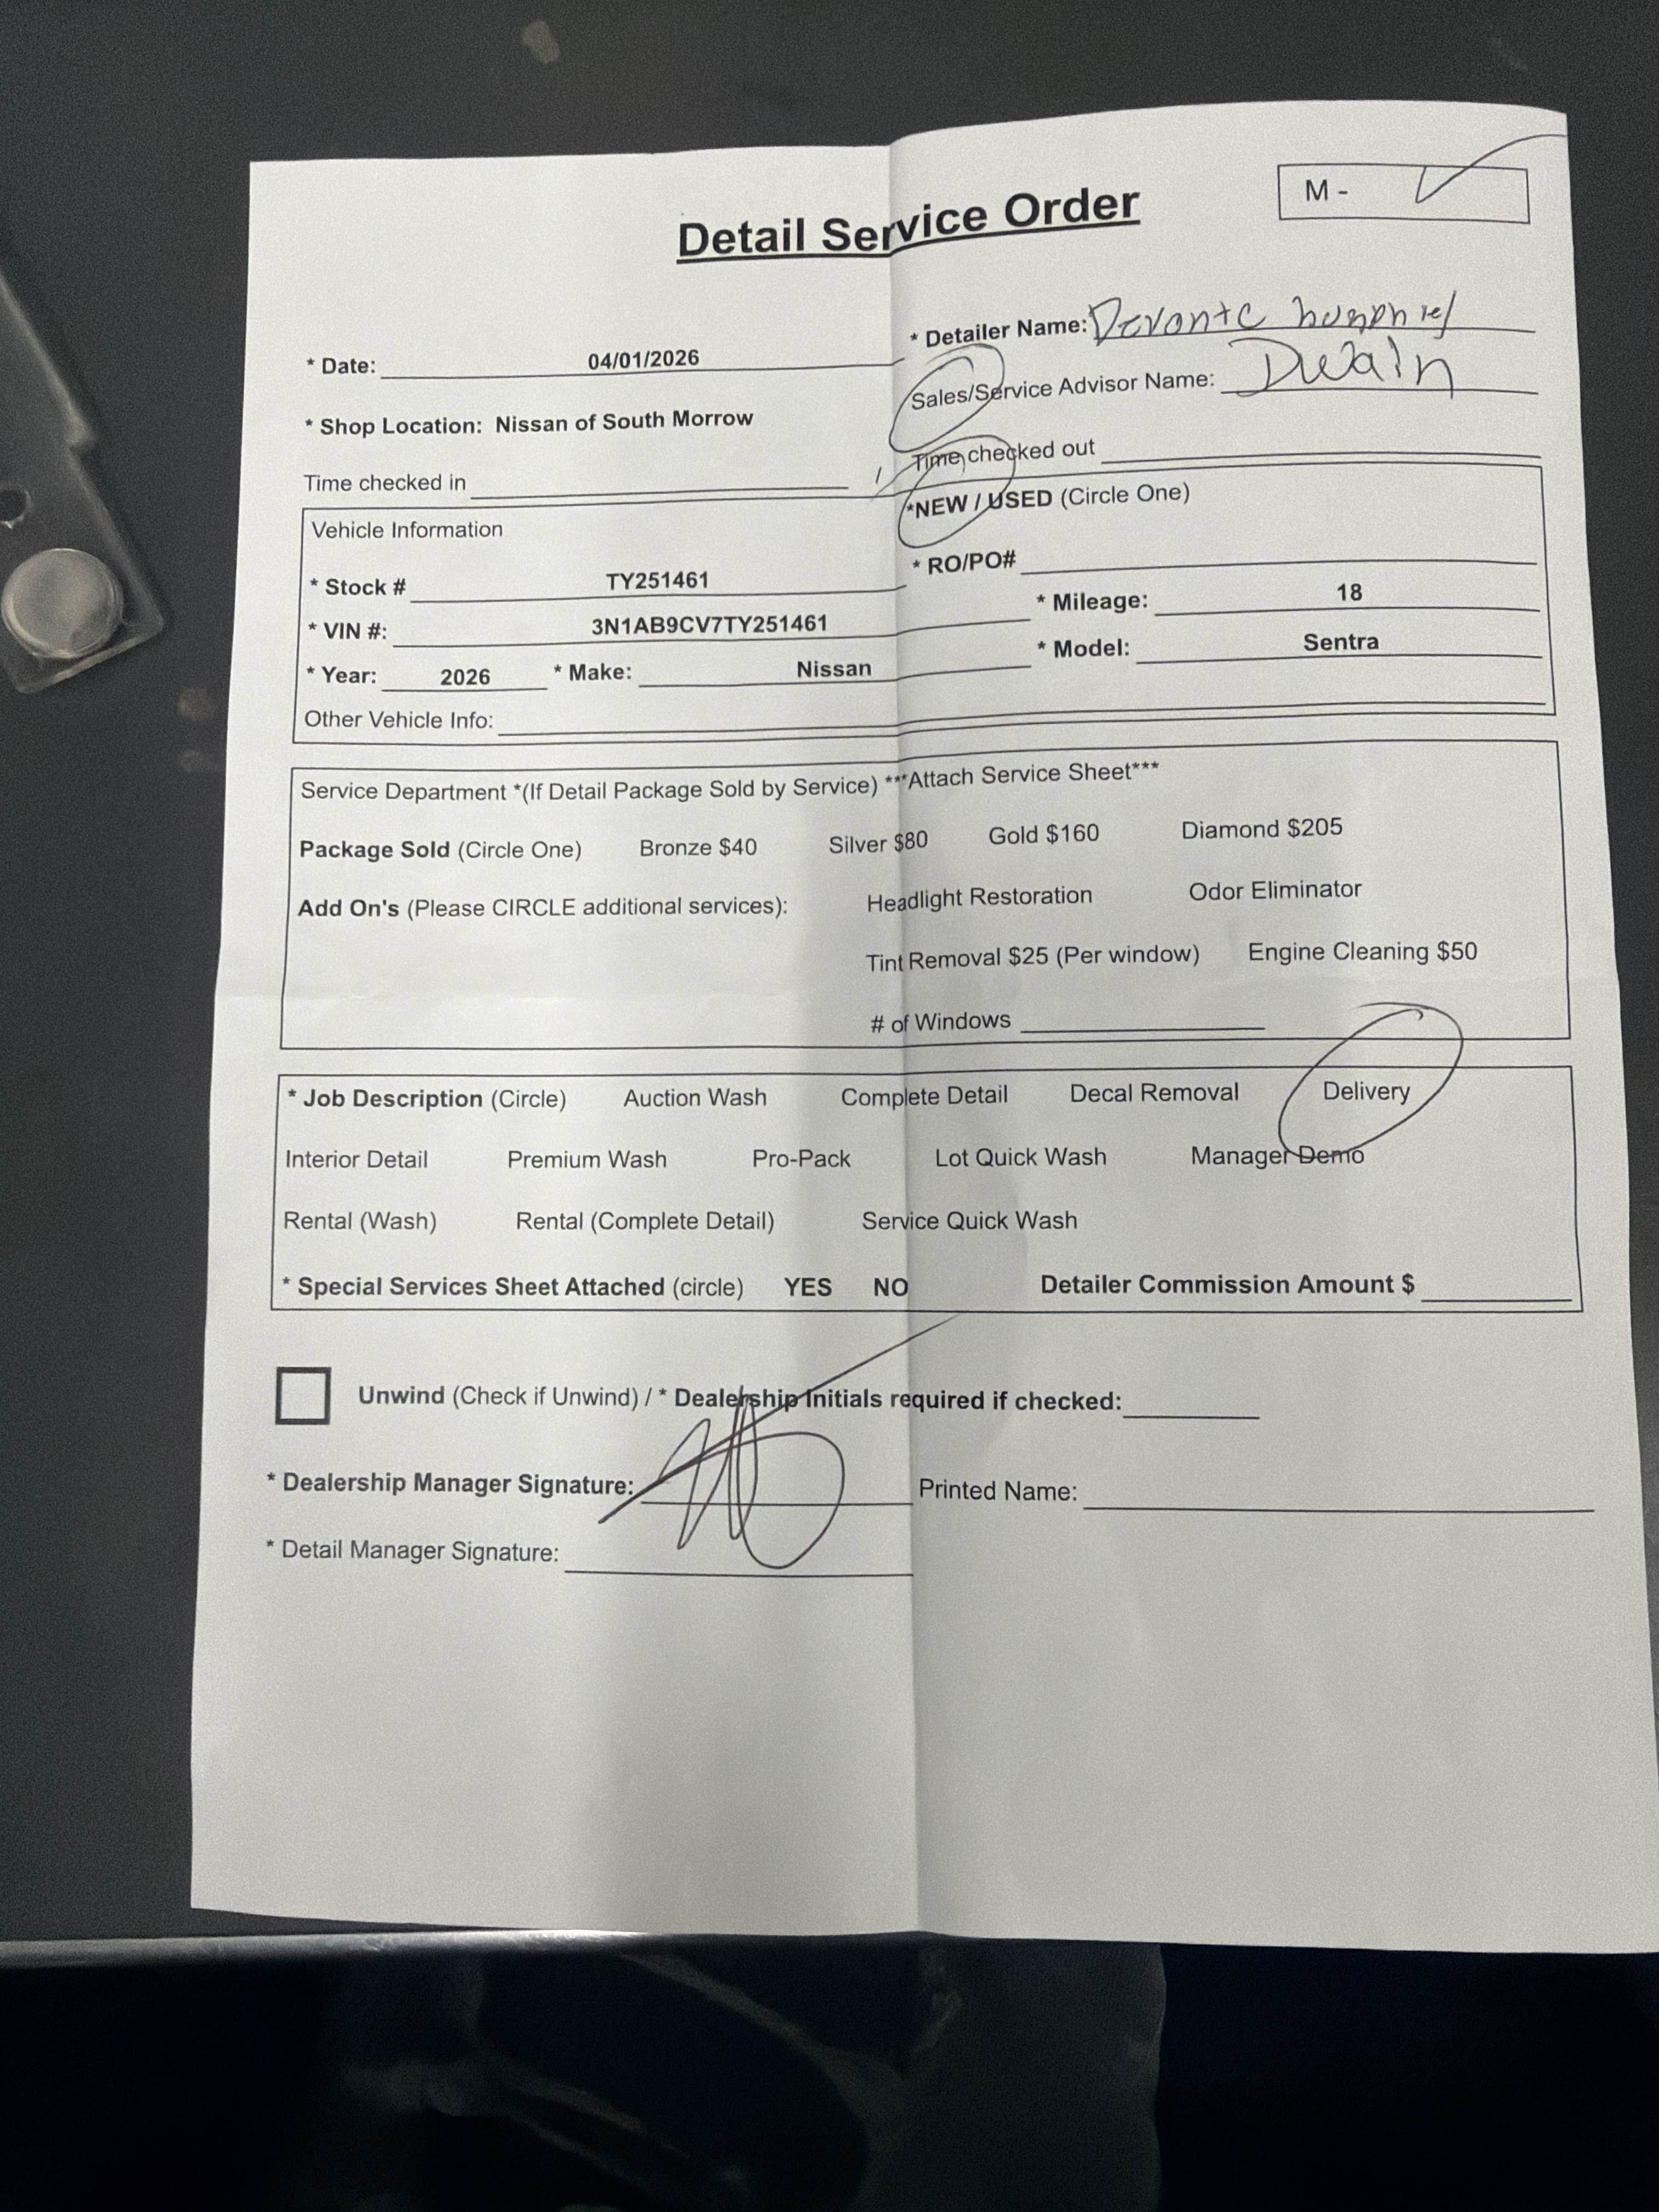 Detail Service Order
M -
* Detailer Name: Devonte
* Date: 04/01/2026
Sales/Service Advisor Name: Dwain
* Shop Location: Nissan of South Morrow
Time checked out
Time checked in
*NEW / USED (Circle One)
Vehicle Information
* RO/PO#
* Stock # TY251461
* Mileage: 18
* VIN #: 3N1AB9CV7TY251461
* Model: Sentra
* Year: 2026 * Make: Nissan
Other Vehicle Info:
Service Department *(If Detail Package Sold by Service) ***Attach Service Sheet***
Package Sold (Circle One) Bronze $40 Silver $80 Gold $160 Diamond $205
Add On's (Please CIRCLE additional services): Headlight Restoration Odor Eliminator
Tint Removal $25 (Per window) Engine Cleaning $50
# of Windows
* Job Description (Circle) Auction Wash Complete Detail Decal Removal Delivery
Interior Detail Premium Wash Pro-Pack Lot Quick Wash Manager Demo
Rental (Wash) Rental (Complete Detail) Service Quick Wash
* Special Services Sheet Attached (circle) YES NO Detailer Commission Amount $
Unwind (Check if Unwind) / * Dealership Initials required if checked:
* Dealership Manager Signature: Printed Name:
* Detail Manager Signature: